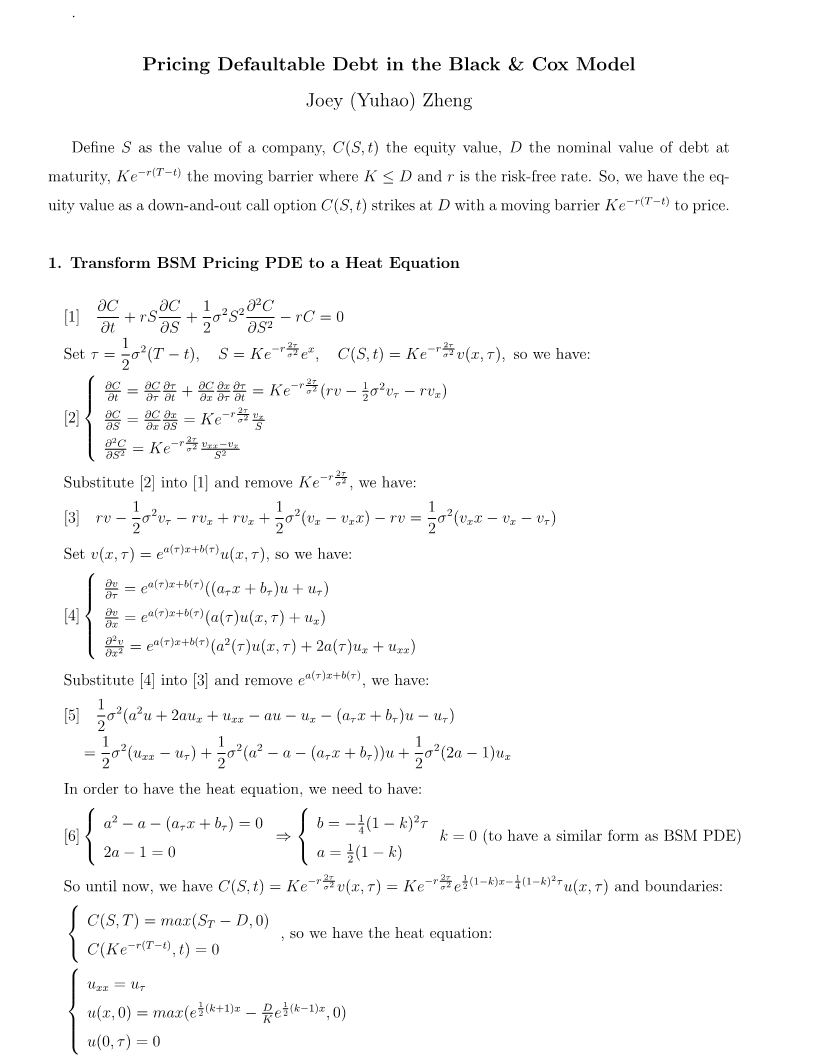 .
Pricing Defaultable Debt in the Black & Cox Model
Joey (Yuhao) Zheng
Define $S$ as the value of a company, $C(S,t)$ the equity value, $D$ the nominal value of debt at
maturity, $Ke^{-r(T-t)}$ the moving barrier where $K \leq D$ and $r$ is the risk-free rate. So, we have the eq-
uity value as a down-and-out call option $C(S,t)$ strikes at $D$ with a moving barrier $Ke^{-r(T-t)}$ to price.
1. Transform BSM Pricing PDE to a Heat Equation
[1] $\frac{\partial C}{\partial t} + rS\frac{\partial C}{\partial S} + \frac{1}{2}\sigma^2 S^2 \frac{\partial^2 C}{\partial S^2} - rC = 0$
Set $\tau = \frac{1}{2}\sigma^2(T-t), \quad S = Ke^{-r\frac{2\tau}{\sigma^2}}e^x, \quad C(S,t) = Ke^{-r\frac{2\tau}{\sigma^2}}v(x,\tau),$ so we have:
[2] $\begin{cases} \frac{\partial C}{\partial t} = \frac{\partial C}{\partial \tau}\frac{\partial \tau}{\partial t} + \frac{\partial C}{\partial x}\frac{\partial x}{\partial \tau}\frac{\partial \tau}{\partial t} = Ke^{-r\frac{2\tau}{\sigma^2}}(rv - \frac{1}{2}\sigma^2 v_\tau - rv_x) \\ \frac{\partial C}{\partial S} = \frac{\partial C}{\partial x}\frac{\partial x}{\partial S} = Ke^{-r\frac{2\tau}{\sigma^2}}\frac{v_x}{S} \\ \frac{\partial^2 C}{\partial S^2} = Ke^{-r\frac{2\tau}{\sigma^2}}\frac{v_{xx} - v_x}{S^2} \end{cases}$
Substitute [2] into [1] and remove $Ke^{-r\frac{2\tau}{\sigma^2}}$, we have:
[3] $rv - \frac{1}{2}\sigma^2 v_\tau - rv_x + rv_x + \frac{1}{2}\sigma^2(v_x - v_x x) - rv = \frac{1}{2}\sigma^2(v_x x - v_x - v_\tau)$
Set $v(x,\tau) = e^{a(\tau)x+b(\tau)}u(x,\tau)$, so we have:
[4] $\begin{cases} \frac{\partial v}{\partial \tau} = e^{a(\tau)x+b(\tau)}((a_\tau x + b_\tau)u + u_\tau) \\ \frac{\partial v}{\partial x} = e^{a(\tau)x+b(\tau)}(a(\tau)u(x,\tau) + u_x) \\ \frac{\partial^2 v}{\partial x^2} = e^{a(\tau)x+b(\tau)}(a^2(\tau)u(x,\tau) + 2a(\tau)u_x + u_{xx}) \end{cases}$
Substitute [4] into [3] and remove $e^{a(\tau)x+b(\tau)}$, we have:
[5] $\frac{1}{2}\sigma^2(a^2 u + 2au_x + u_{xx} - au - u_x - (a_\tau x + b_\tau)u - u_\tau)$
$= \frac{1}{2}\sigma^2(u_{xx} - u_\tau) + \frac{1}{2}\sigma^2(a^2 - a - (a_\tau x + b_\tau))u + \frac{1}{2}\sigma^2(2a - 1)u_x$
In order to have the heat equation, we need to have:
[6] $\begin{cases} a^2 - a - (a_\tau x + b_\tau) = 0 \\ 2a - 1 = 0 \end{cases} \Rightarrow \begin{cases} b = -\frac{1}{4}(1-k)^2\tau \\ a = \frac{1}{2}(1-k) \end{cases}$ $k = 0$ (to have a similar form as BSM PDE)
So until now, we have $C(S,t) = Ke^{-r\frac{2\tau}{\sigma^2}}v(x,\tau) = Ke^{-r\frac{2\tau}{\sigma^2}}e^{\frac{1}{2}(1-k)x - \frac{1}{4}(1-k)^2\tau}u(x,\tau)$ and boundaries:
$\begin{cases} C(S,T) = max(S_T - D, 0) \\ C(Ke^{-r(T-t)},t) = 0 \end{cases}$, so we have the heat equation:
$\begin{cases} u_{xx} = u_\tau \\ u(x,0) = max(e^{\frac{1}{2}(k+1)x} - \frac{D}{K}e^{\frac{1}{2}(k-1)x}, 0) \\ u(0,\tau) = 0 \end{cases}$